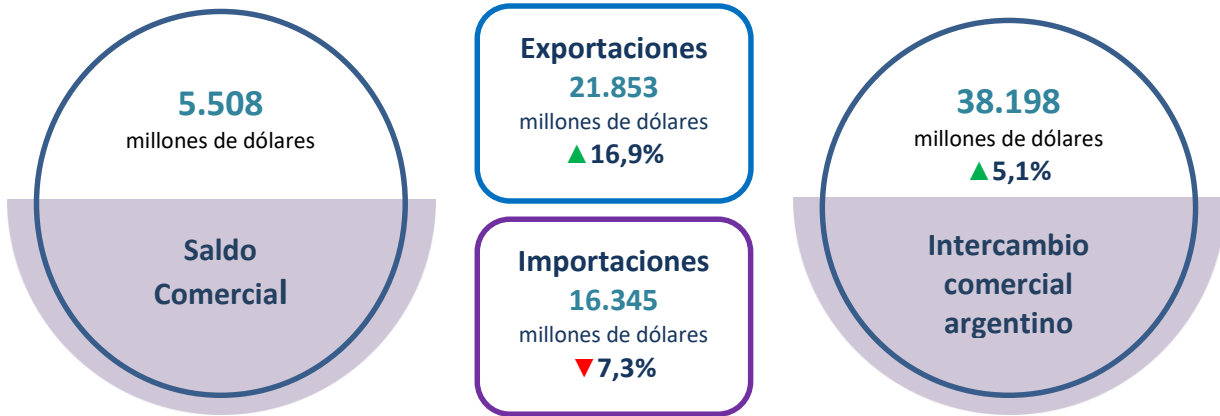 5.508
millones de dólares
Saldo
Comercial
Exportaciones
21.853
millones de dólares
▲16,9%
Importaciones
16.345
millones de dólares
▼7,3%
38.198
millones de dólares
▲5,1%
Intercambio
comercial
argentino